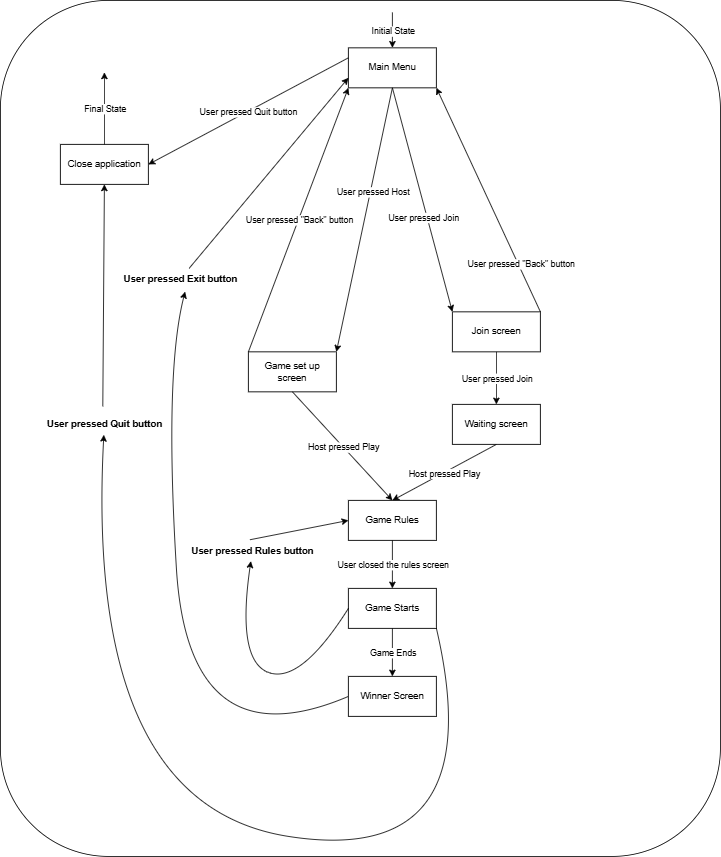 Initial State
Main Menu
Final State
User pressed Quit button
Close application
User pressed Host
User pressed "Back" button
User pressed Join
User pressed "Back" button
User pressed Exit button
Join screen
Game set up
screen
User pressed Join
User pressed Quit button
Waiting screen
Host pressed Play
Host pressed Play
Game Rules
User pressed Rules button
User closed the rules screen
Game Starts
Game Ends
Winner Screen